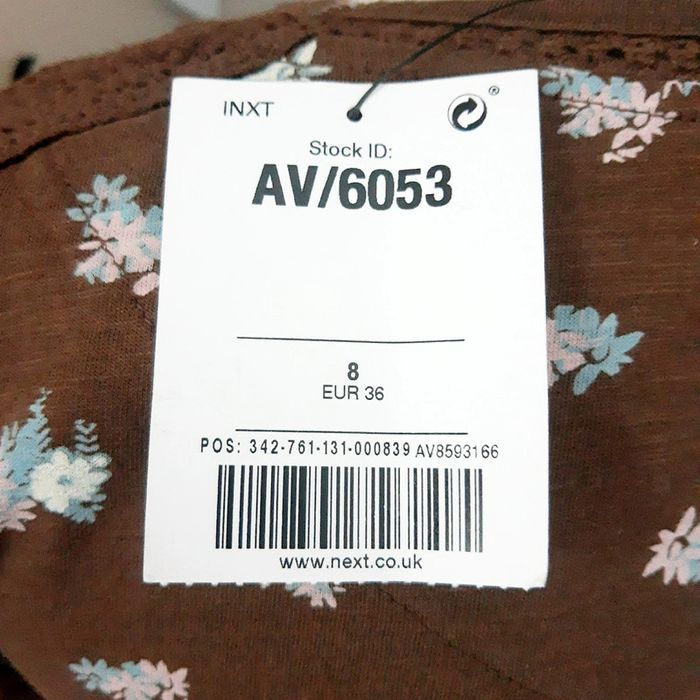 INXT
®
Stock ID:
AV/6053
8
EUR 36
POS: 342-761-131-000839 AV8593166
www.next.co.uk